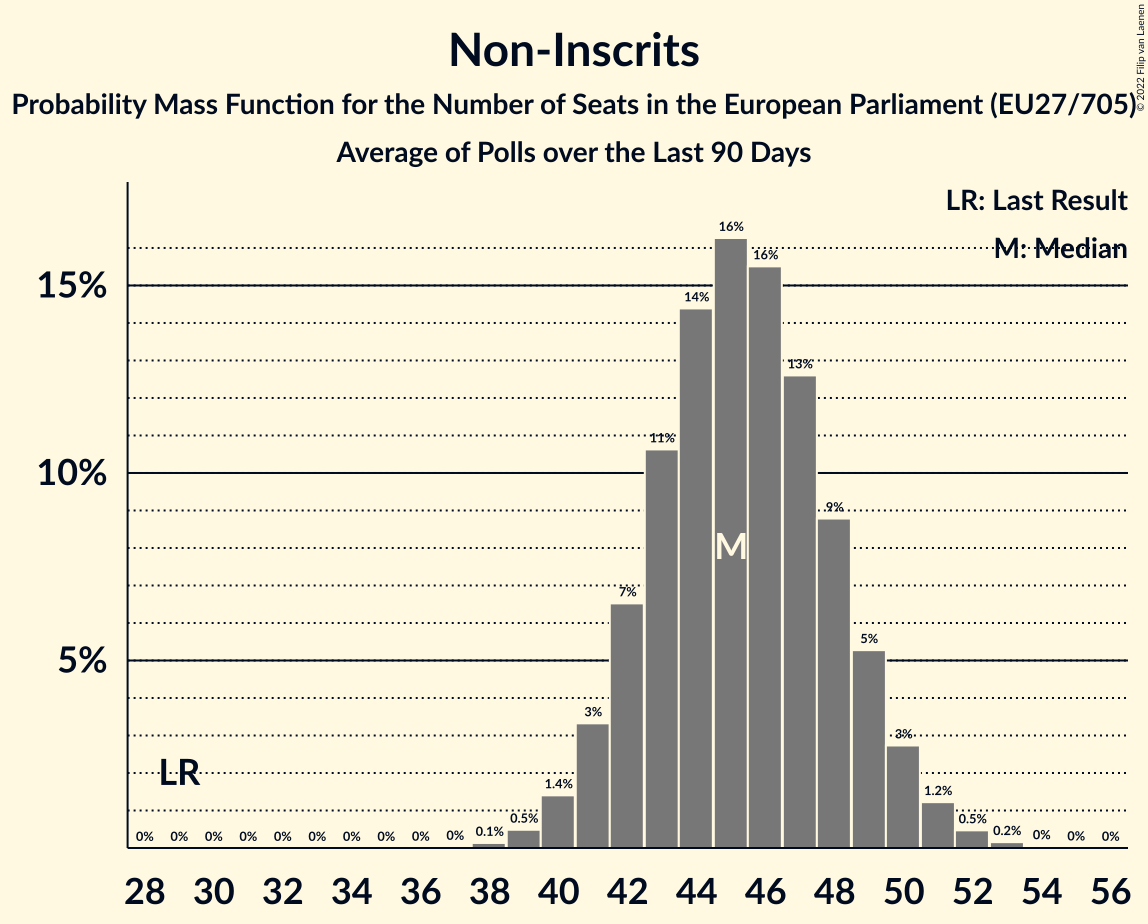 Non-Inscrits
Probability Mass Function for the Number of Seats in the European Parliament (EU27/705)
Average of Polls over the Last 90 Days
© 2022 Filip van Laenen
LR: Last Result
M: Median
15%
10%
5%
0% 0% 0% 0% 0% 0% 0% 0% 0% 0% 0.1% 0.5% 1.4% 3% 7% 11% 14% 16% 16% 13% 9% 5% 3% 1.2% 0.5% 0.2% 0% 0% 0%
M
LR
28 30 32 34 36 38 40 42 44 46 48 50 52 54 56